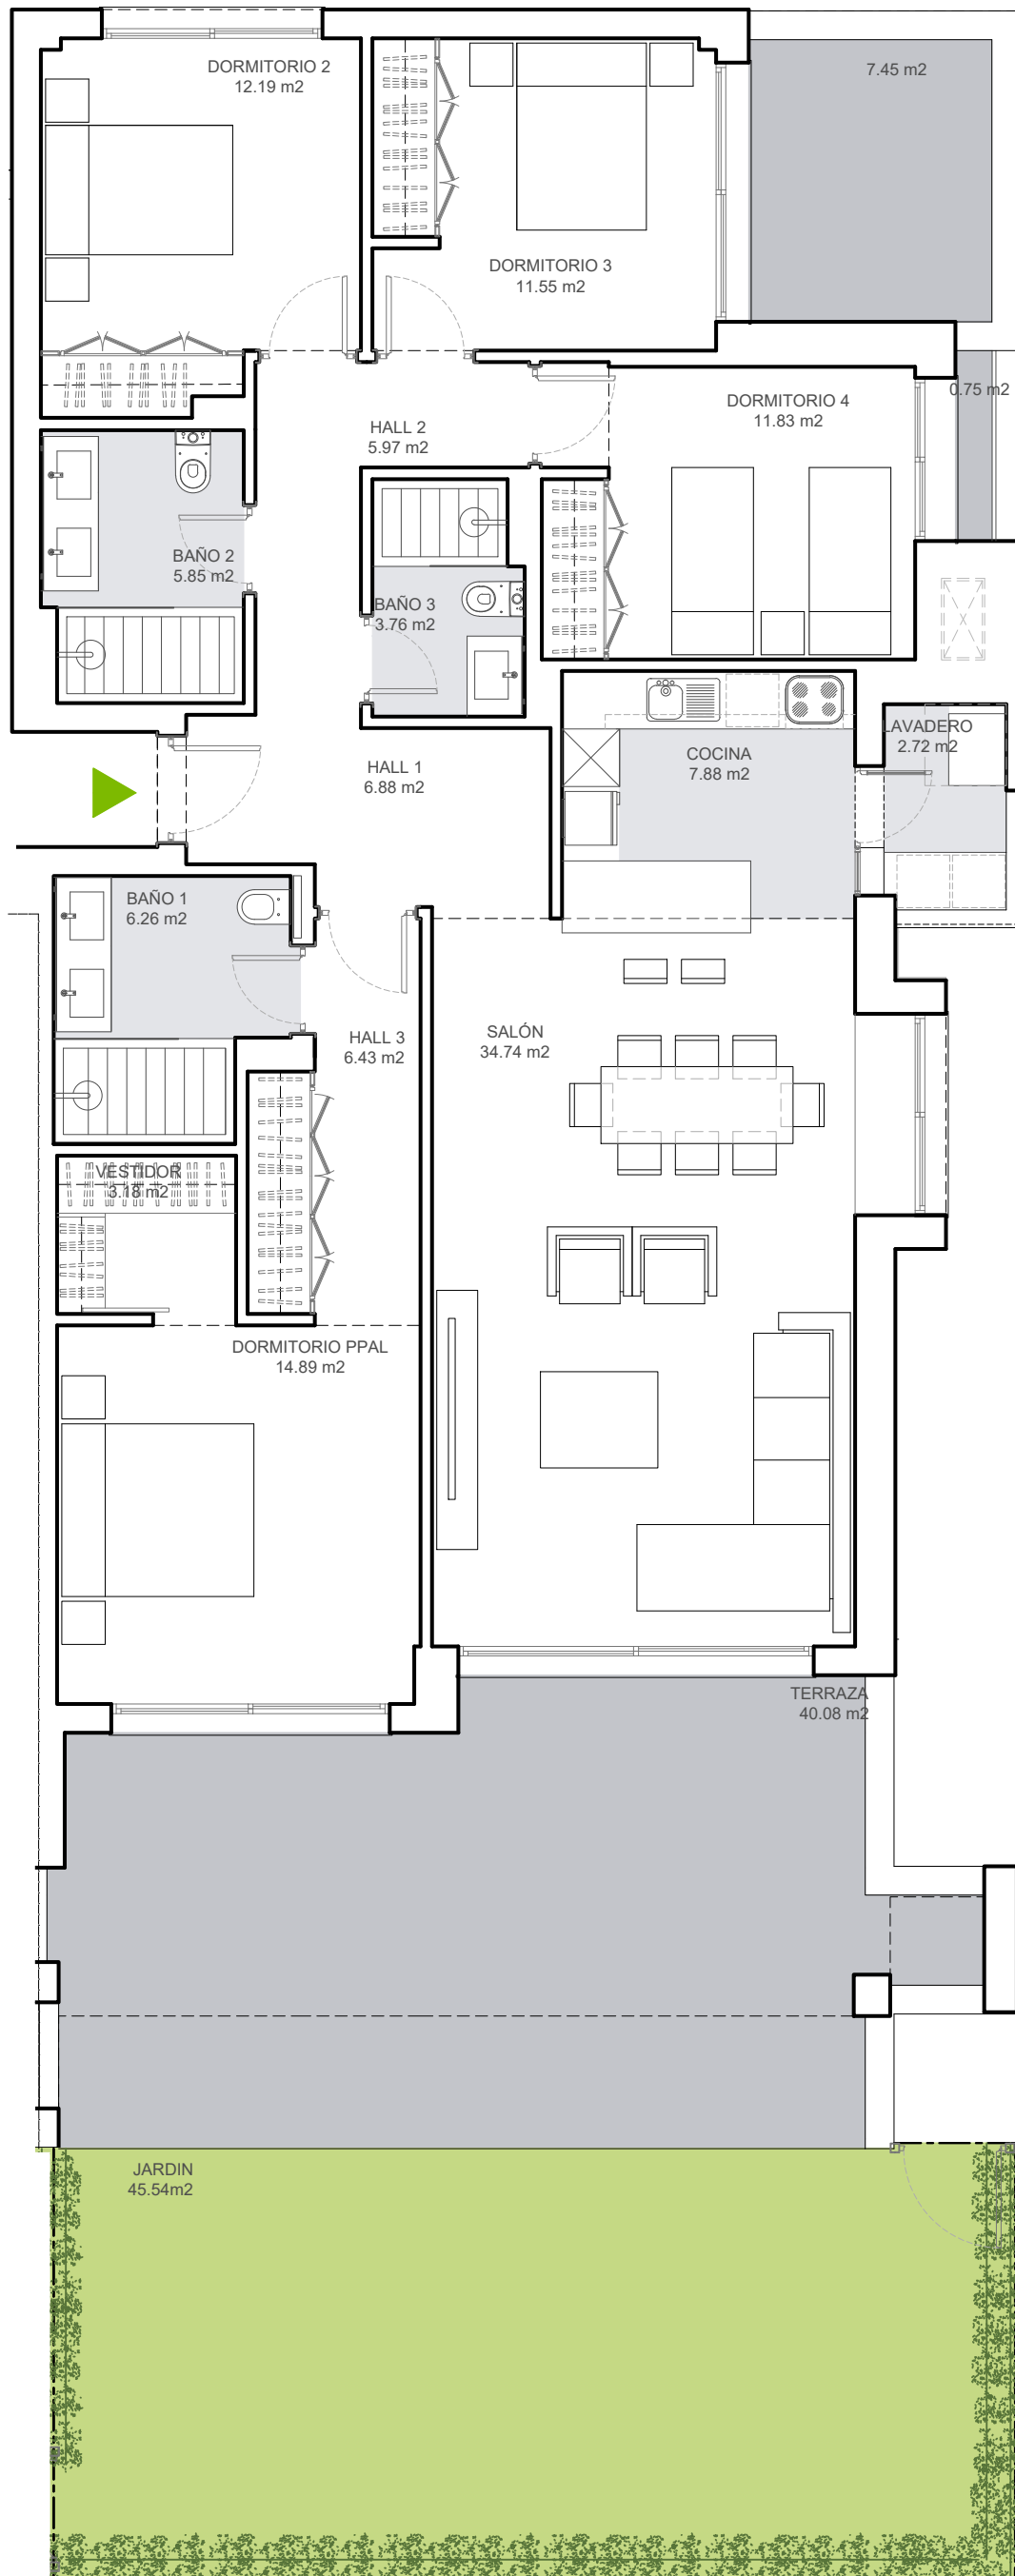 DORMITORIO 2
12.19 m2
7.45 m2
DORMITORIO 3
11.55 m2
0.75 m2
DORMITORIO 4
11.83 m2
HALL 2
5.97 m2
BAÑO 2
5.85 m2
BAÑO 3
3.76 m2
LAVADERO
2.72 m2
COCINA
7.88 m2
HALL 1
6.88 m2
BAÑO 1
6.26 m2
HALL 3
6.43 m2
SALÓN
34.74 m2
VESTIDOR
3.18 m2
DORMITORIO PPAL
14.89 m2
TERRAZA
40.08 m2
JARDIN
45.54m2